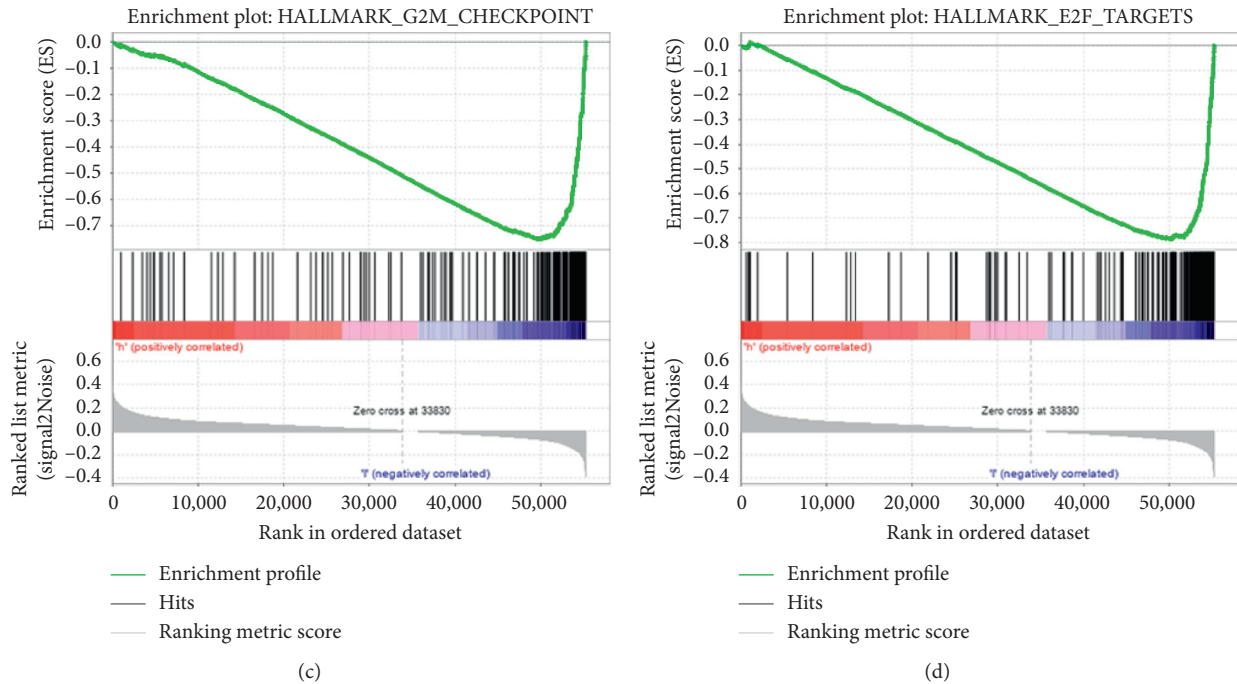 Enrichment plot: HALLMARK_G2M_CHECKPOINT
Enrichment score (ES)
0.0
−0.1
−0.2
−0.3
−0.4
−0.5
−0.6
−0.7
"h" (positively correlated)
Ranked list metric
(signal2Noise)
0.6
0.4
0.2
0.0
−0.2
−0.4
Zero cross at 33830
"l" (negatively correlated)
0
10,000
20,000
30,000
40,000
50,000
Rank in ordered dataset
Enrichment profile
Hits
Ranking metric score
(c)
Enrichment plot: HALLMARK_E2F_TARGETS
Enrichment score (ES)
0.0
−0.1
−0.2
−0.3
−0.4
−0.5
−0.6
−0.7
−0.8
"h" (positively correlated)
Ranked list metric
(signal2Noise)
0.6
0.4
0.2
0.0
−0.2
−0.4
Zero cross at 33830
"l" (negatively correlated)
0
10,000
20,000
30,000
40,000
50,000
Rank in ordered dataset
Enrichment profile
Hits
Ranking metric score
(d)